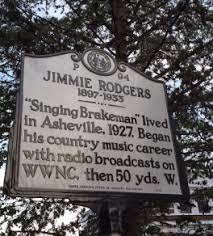 P 94
JIMMIE RODGERS
1897-1933
"Singing Brakeman" lived
in Asheville, 1927. Began
his country music career
with radio broadcasts on
WWNC, then 50 yds. W.